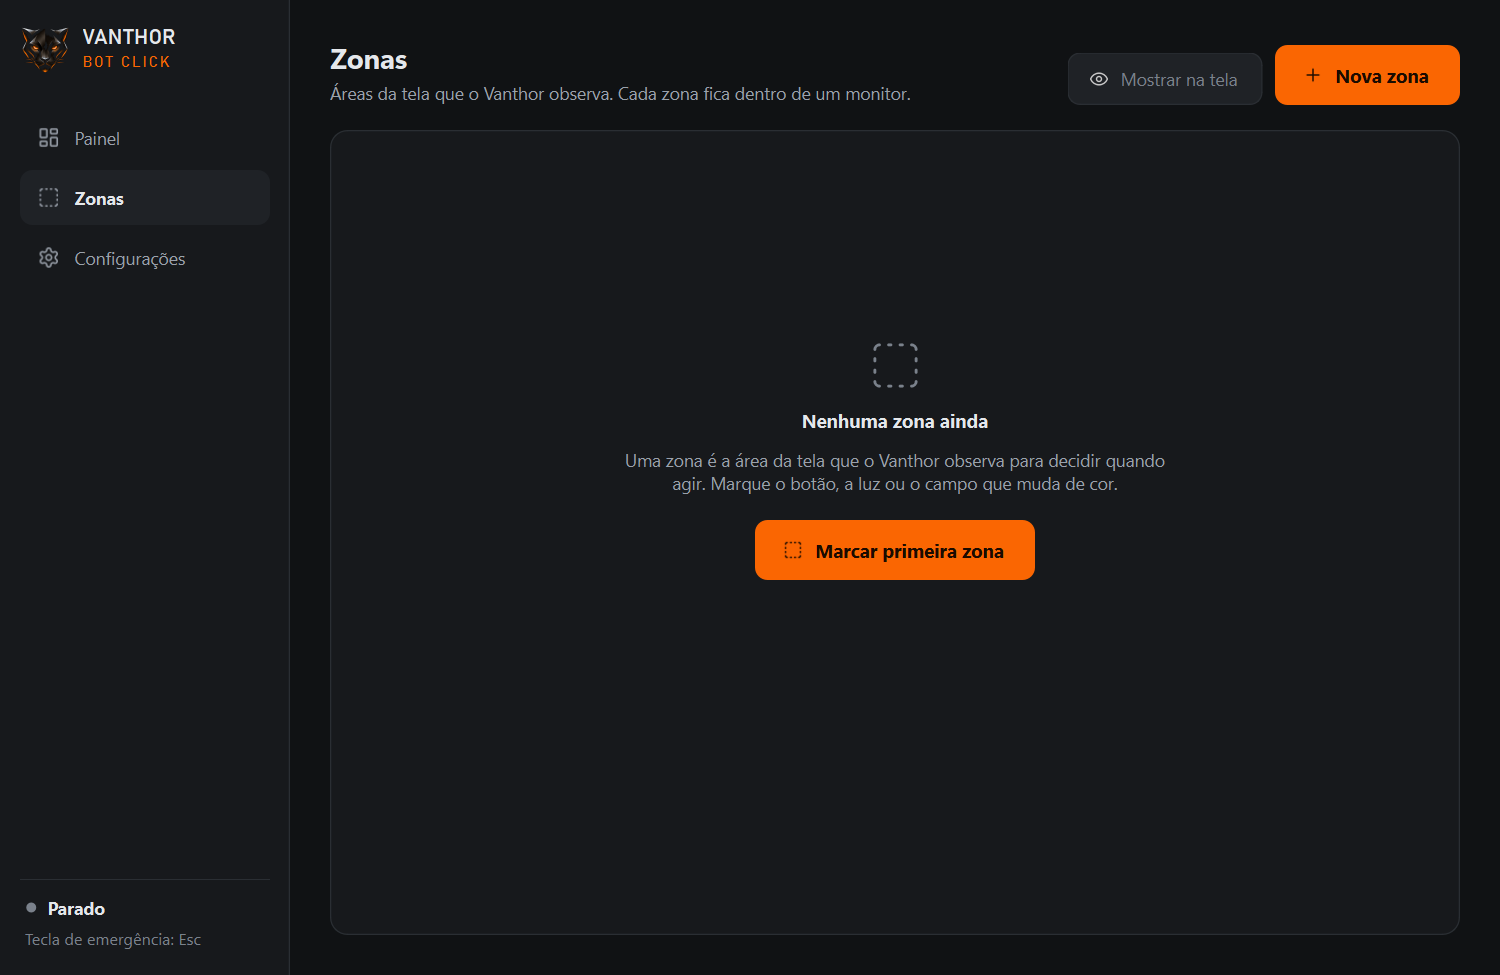 VANTHOR
BOT CLICK
Painel
Zonas
Configurações
Parado
Tecla de emergência: Esc
Zonas
Áreas da tela que o Vanthor observa. Cada zona fica dentro de um monitor.
Mostrar na tela
Nova zona
Nenhuma zona ainda
Uma zona é a área da tela que o Vanthor observa para decidir quando
agir. Marque o botão, a luz ou o campo que muda de cor.
Marcar primeira zona